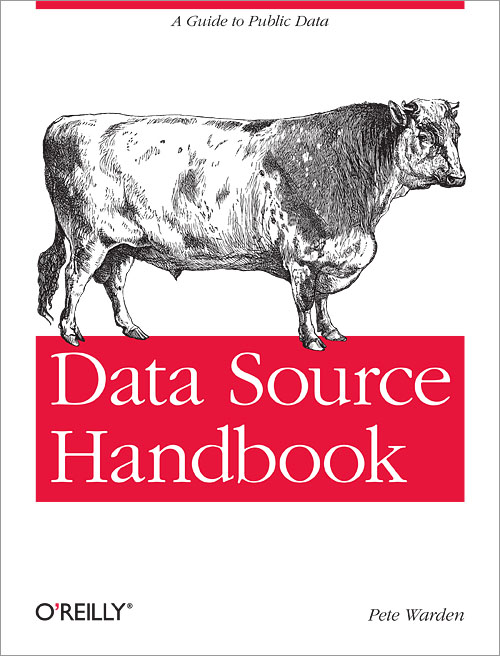 A Guide to Public Data
Data Source
Handbook
O'REILLY®
Pete Warden